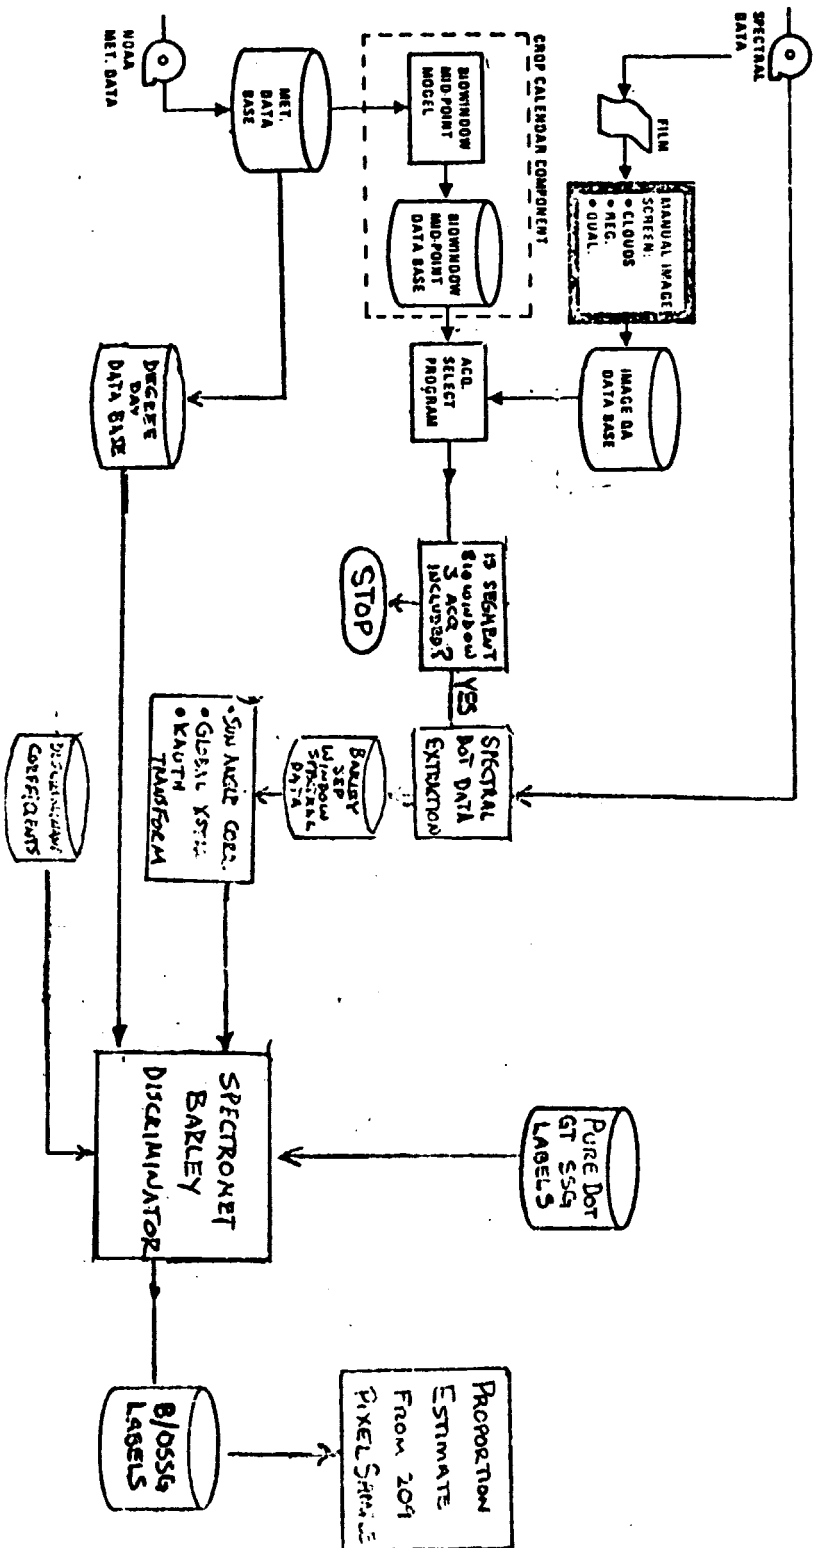 SPECTRAL
DATA
FILM
MANUAL IMAGE
SCREEN:
• CLOUDS
• REG.
• QUAL.
IMAGE QA
DATA BASE
CROP CALENDAR COMPONENT
BIOWINDOW
MID-POINT
MODEL
BIOWINDOW
MID-POINT
DATA BASE
ACQ.
SELECT
PROGRAM
NOAA
MET. DATA
MET.
DATA
BASE
DEGREE
DAY
DATA BASE
IS SEGMENT
BIOWINDOW
3 ACQ
INCLUDED?
STOP
YES
SPECTRAL
DOT DATA
EXTRACTION
BARLEY
SEP
WINDOW
SPECTRAL
DATA
• SUN ANGLE CORR.
• GLOBAL
• KAUTH
TRANSFORM
DISCRIMINANT
COEFFICIENTS
PURE DOT
GT SSG
LABELS
SPECTROMET
BARLEY
DISCRIMINATOR
B/OSSG
LABELS
PROPORTION
ESTIMATE
FROM 209
PIXEL SAMPLE